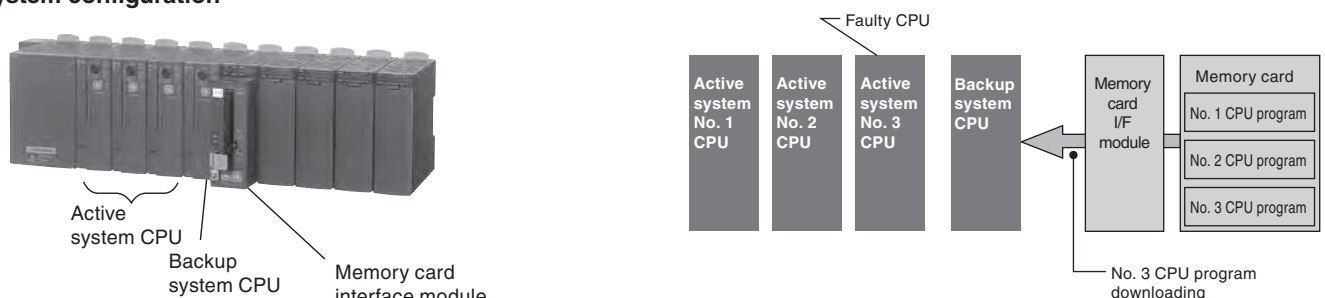 ystem configuration
Active
system CPU
Backup
system CPU
Memory card
interface module
Faulty CPU
Active
system
No. 1
CPU
Active
system
No. 2
CPU
Active
system
No. 3
CPU
Backup
system
CPU
Memory
card
I/F
module
Memory card
No. 1 CPU program
No. 2 CPU program
No. 3 CPU program
No. 3 CPU program
downloading